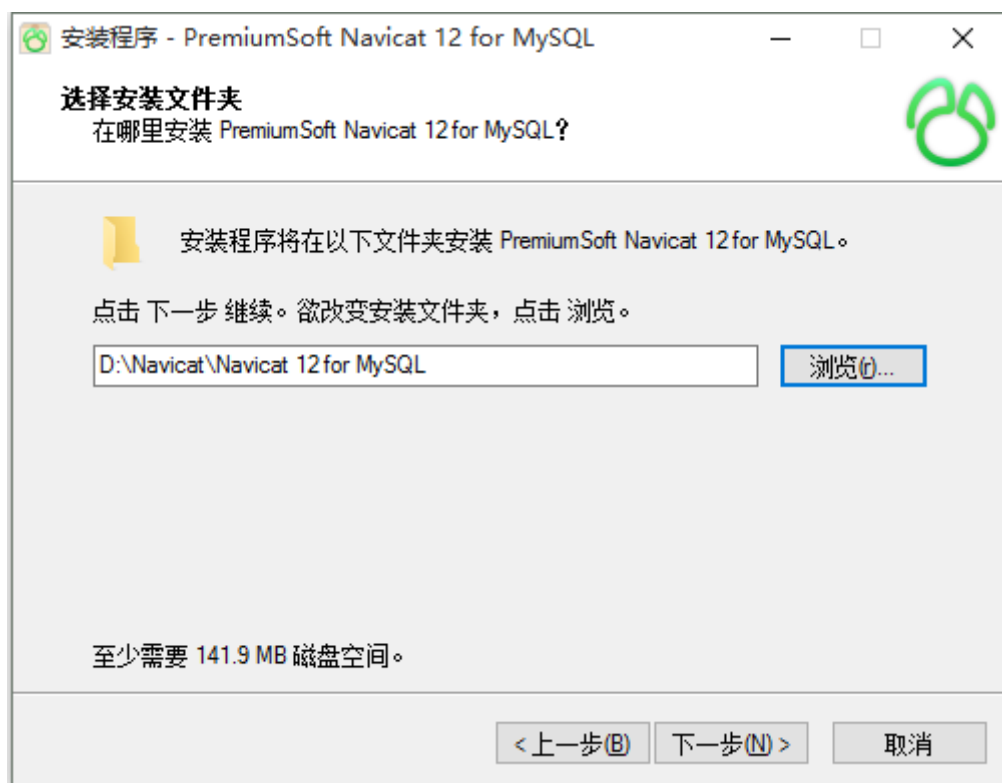 安装程序 - PremiumSoft Navicat 12 for MySQL
选择安装文件夹
在哪里安装 PremiumSoft Navicat 12 for MySQL?
安装程序将在以下文件夹安装 PremiumSoft Navicat 12 for MySQL。
点击 下一步 继续。欲改变安装文件夹，点击 浏览。
D:\Navicat\Navicat 12 for MySQL
浏览(r)...
至少需要 141.9 MB 磁盘空间。
< 上一步(B)
下一步(N) >
取消